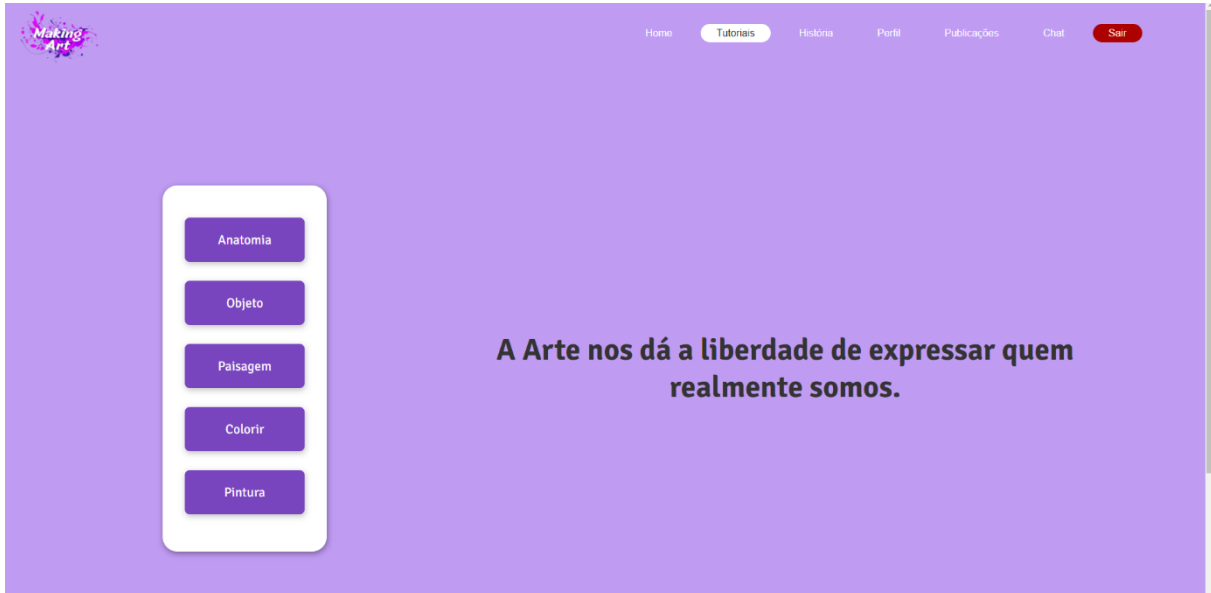 Making
Art
Home Tutoriais História Perfil Publicações Chat Sair
Anatomia
Objeto
Paisagem
Colorir
Pintura
A Arte nos dá a liberdade de expressar quem
realmente somos.